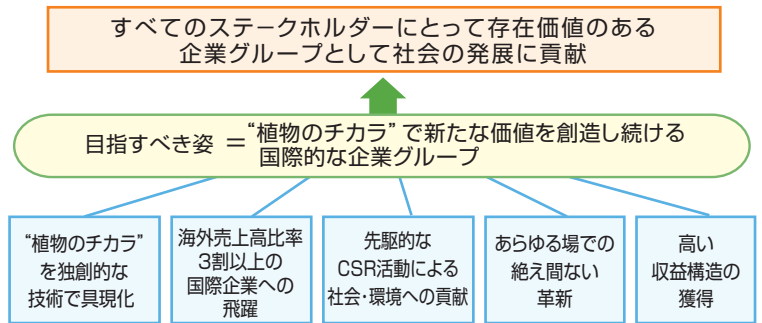 すべてのステークホルダーにとって存在価値のある
企業グループとして社会の発展に貢献
目指すべき姿 ＝“植物のチカラ”で新たな価値を創造し続ける
国際的な企業グループ
“植物のチカラ”
を独創的な
技術で具現化
海外売上高比率
3割以上の
国際企業への
飛躍
先駆的な
CSR活動による
社会・環境への貢献
あらゆる場での
絶え間ない
革新
高い
収益構造の
獲得